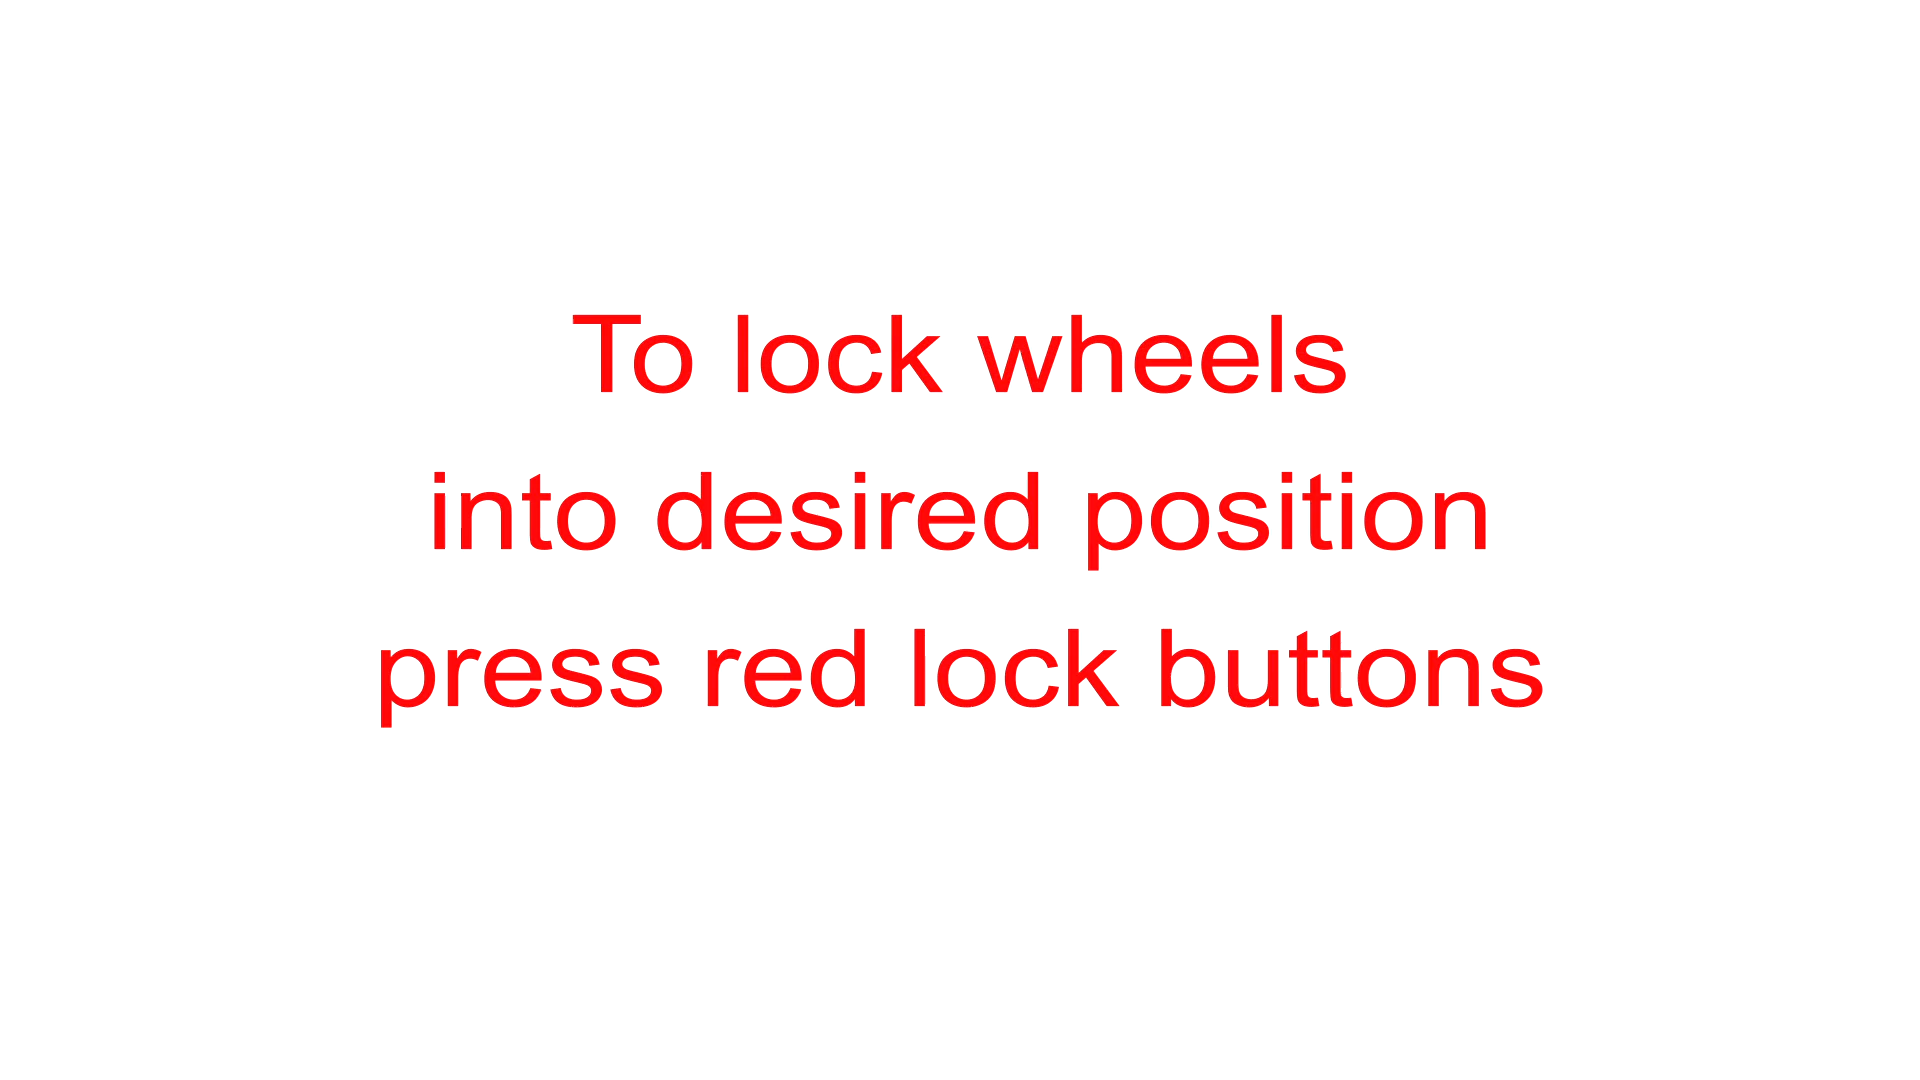 To lock wheels
into desired position
press red lock buttons